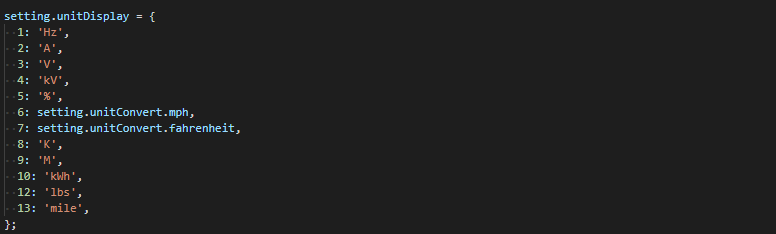 setting.unitDisplay = {
1: 'Hz',
2: 'A',
3: 'V',
4: 'kV',
5: '%',
6: setting.unitConvert.mph,
7: setting.unitConvert.fahrenheit,
8: 'K',
9: 'M',
10: 'kWh',
12: 'lbs',
13: 'mile',
};